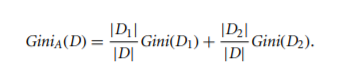 Gini_A(D) = |D_1|/|D| Gini(D_1) + |D_2|/|D| Gini(D_2).